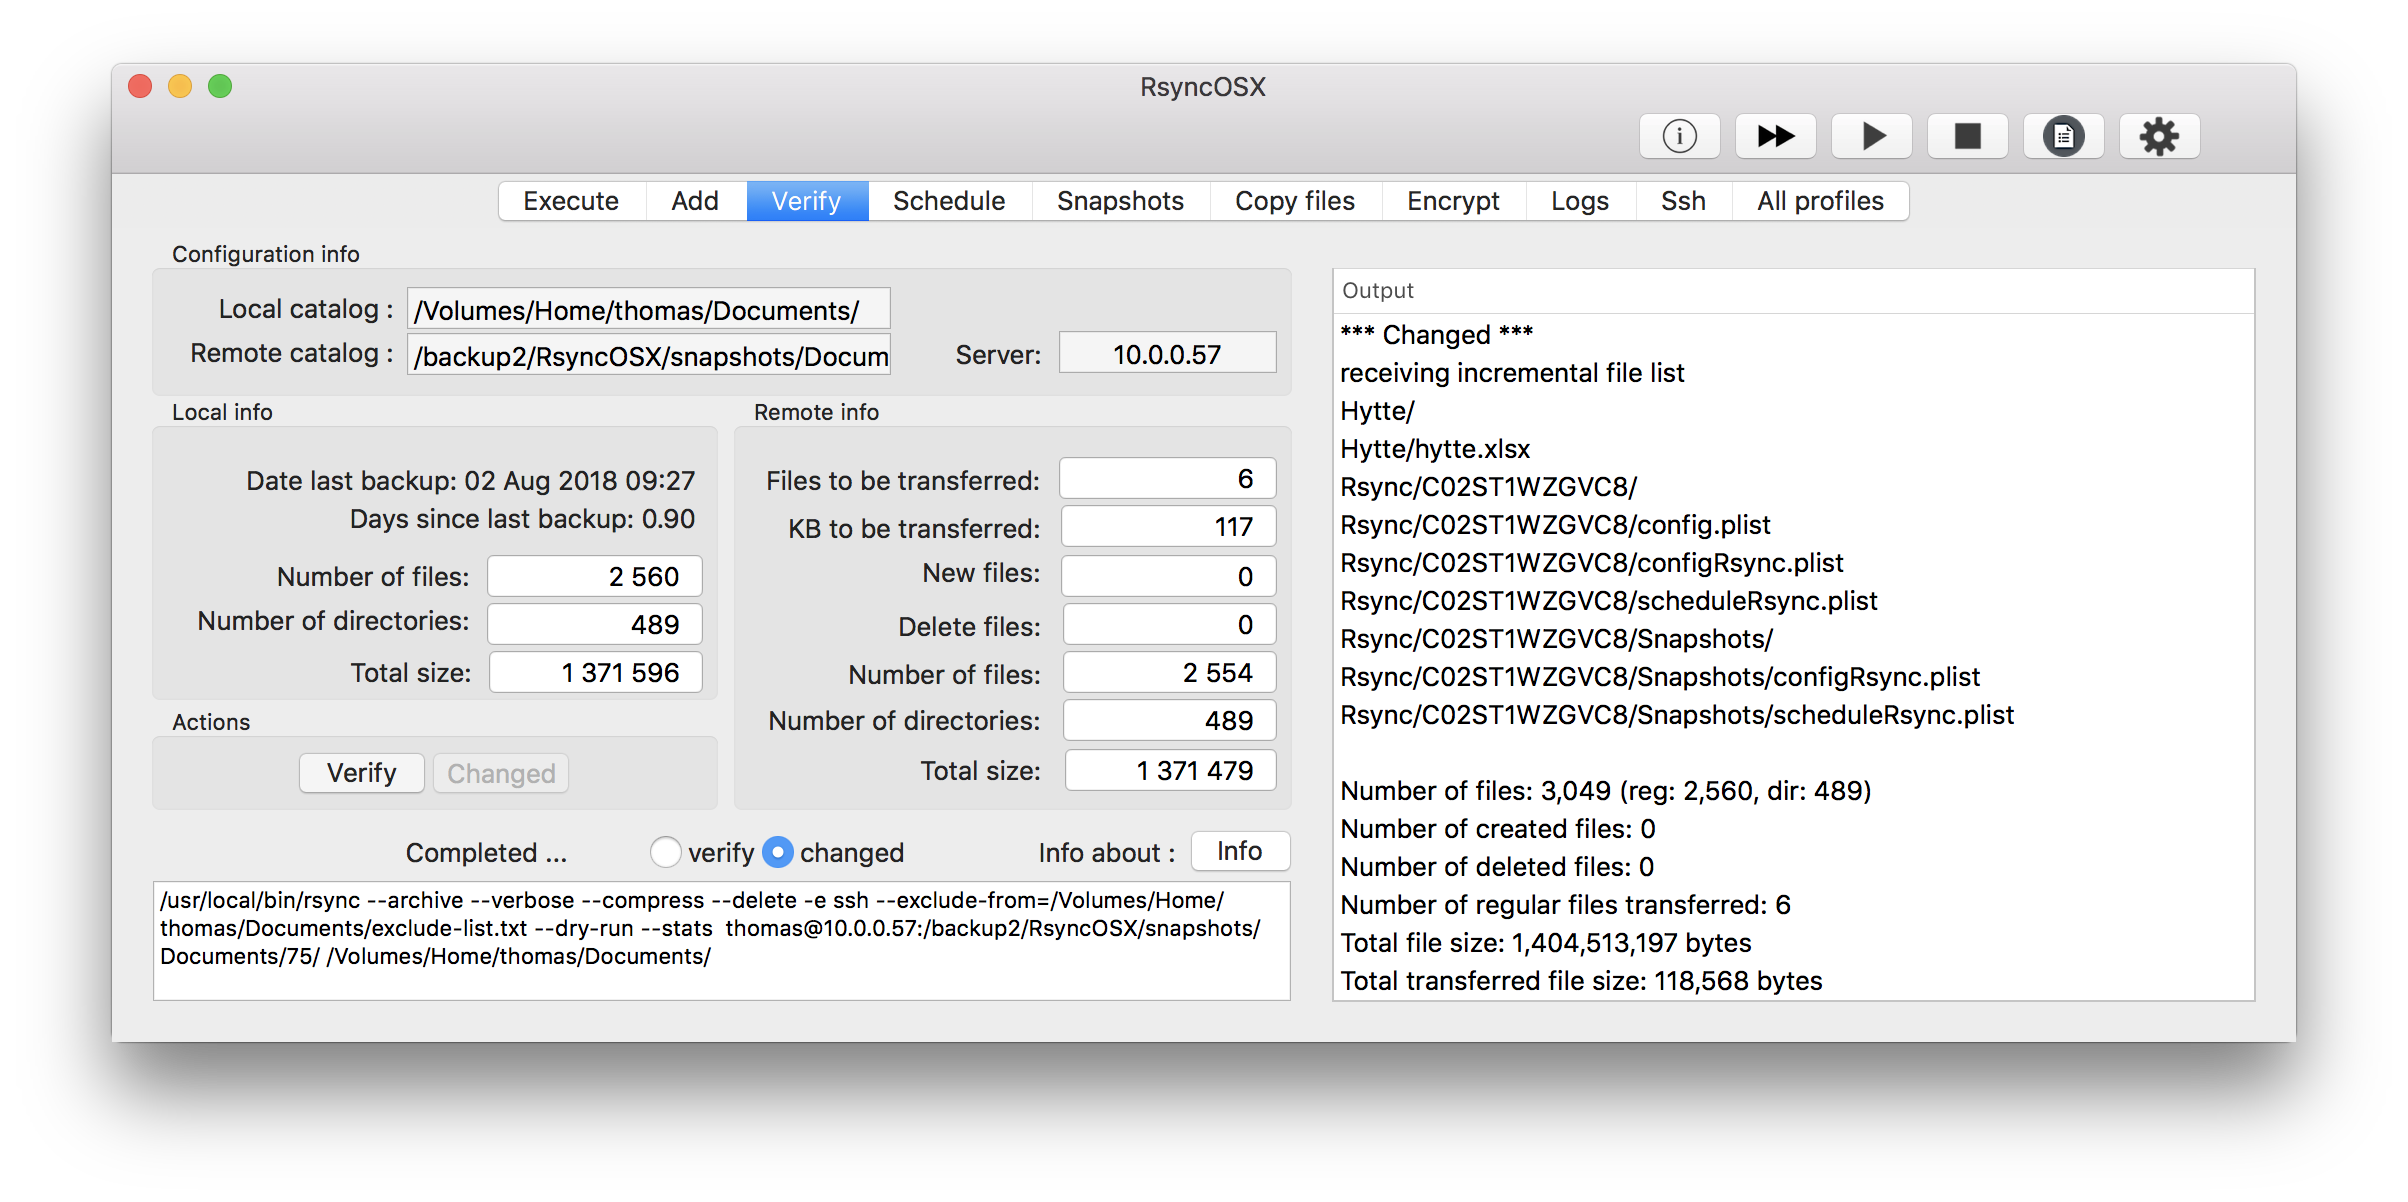 RsyncOSX
Execute Add Verify Schedule Snapshots Copy files Encrypt Logs Ssh All profiles
Configuration info
Local catalog : /Volumes/Home/thomas/Documents/
Remote catalog : /backup2/RsyncOSX/snapshots/Docum
Server: 10.0.0.57
Local info
Date last backup: 02 Aug 2018 09:27
Days since last backup: 0.90
Number of files: 2 560
Number of directories: 489
Total size: 1 371 596
Actions
Verify Changed
Remote info
Files to be transferred: 6
KB to be transferred: 117
New files: 0
Delete files: 0
Number of files: 2 554
Number of directories: 489
Total size: 1 371 479
Completed ... verify changed Info about : Info
/usr/local/bin/rsync --archive --verbose --compress --delete -e ssh --exclude-from=/Volumes/Home/
thomas/Documents/exclude-list.txt --dry-run --stats  thomas@10.0.0.57:/backup2/RsyncOSX/snapshots/
Documents/75/ /Volumes/Home/thomas/Documents/
Output
*** Changed ***
receiving incremental file list
Hytte/
Hytte/hytte.xlsx
Rsync/C02ST1WZGVC8/
Rsync/C02ST1WZGVC8/config.plist
Rsync/C02ST1WZGVC8/configRsync.plist
Rsync/C02ST1WZGVC8/scheduleRsync.plist
Rsync/C02ST1WZGVC8/Snapshots/
Rsync/C02ST1WZGVC8/Snapshots/configRsync.plist
Rsync/C02ST1WZGVC8/Snapshots/scheduleRsync.plist
Number of files: 3,049 (reg: 2,560, dir: 489)
Number of created files: 0
Number of deleted files: 0
Number of regular files transferred: 6
Total file size: 1,404,513,197 bytes
Total transferred file size: 118,568 bytes